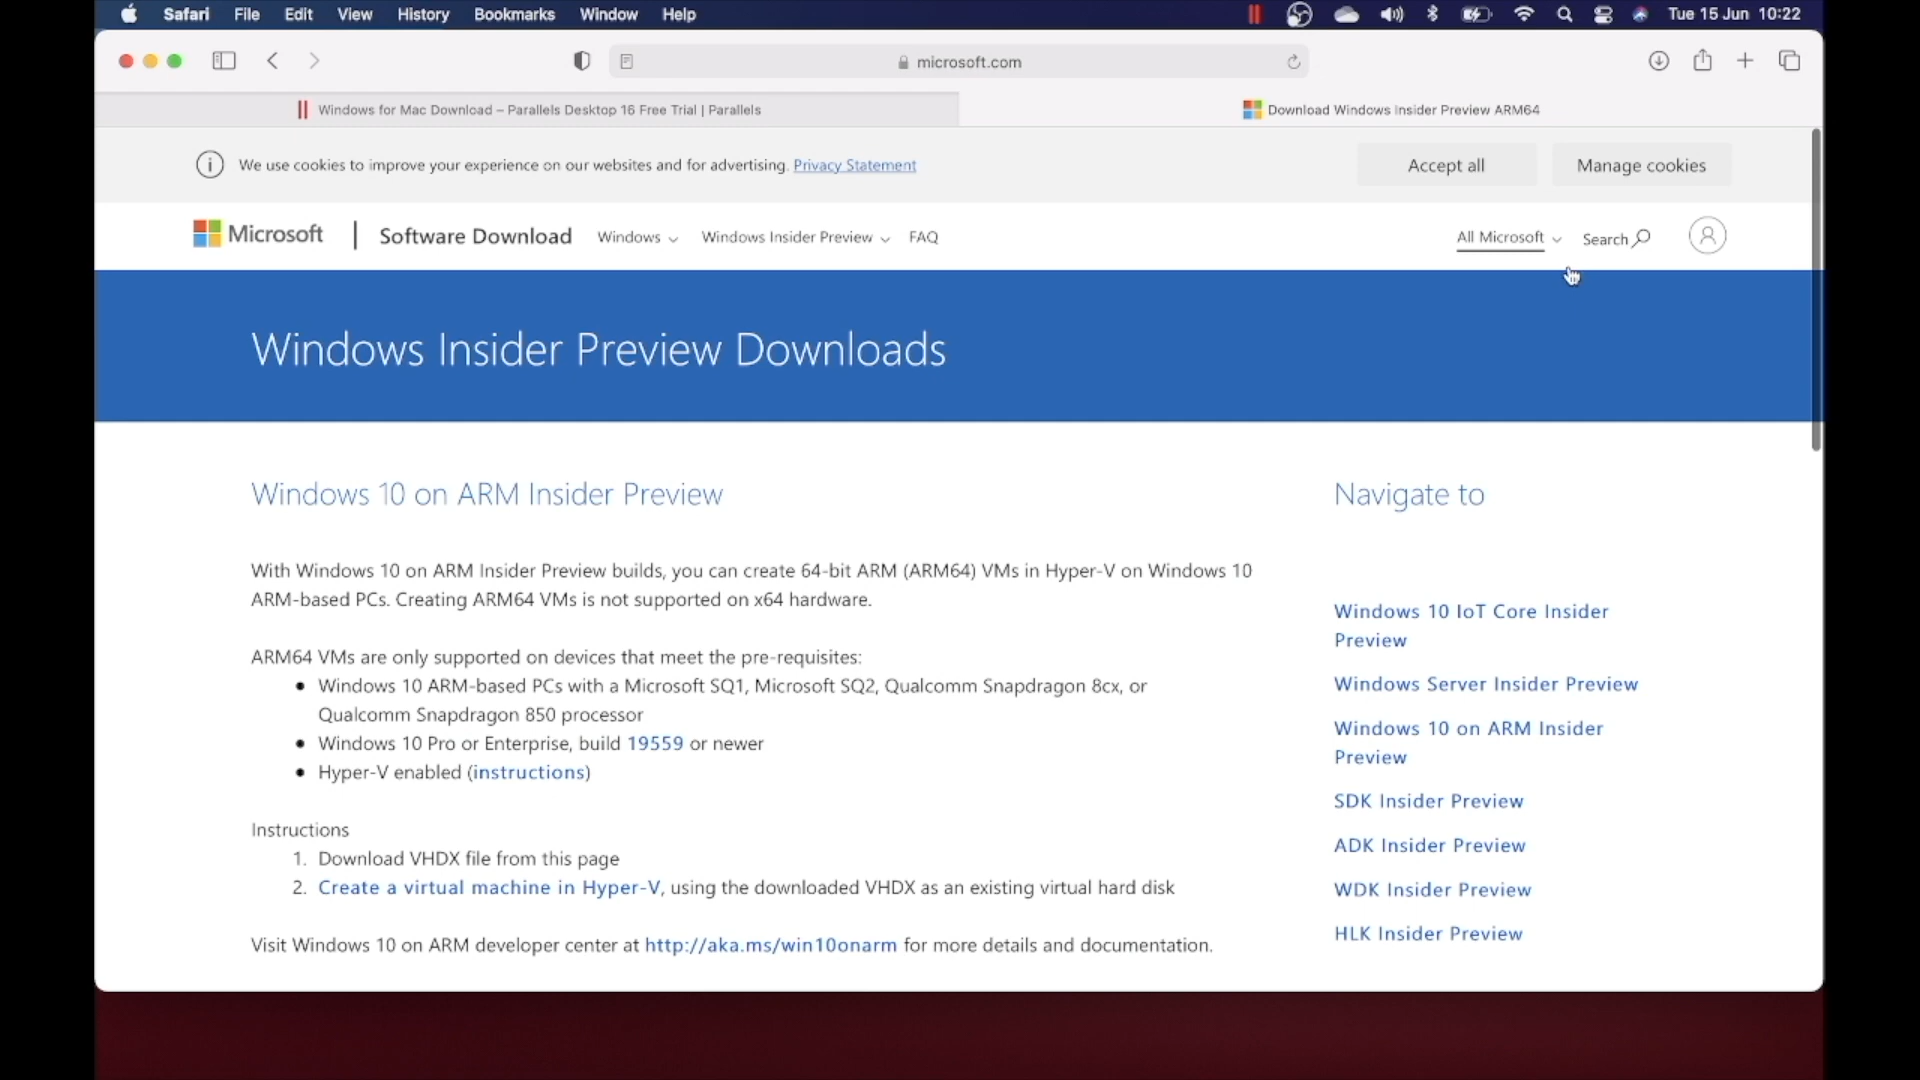 Safari File Edit View History Bookmarks Window Help Tue 15 Jun 10:22
microsoft.com
Windows for Mac Download – Parallels Desktop 16 Free Trial | Parallels
Download Windows Insider Preview ARM64
We use cookies to improve your experience on our websites and for advertising. Privacy Statement
Accept all
Manage cookies
Microsoft | Software Download Windows Windows Insider Preview FAQ All Microsoft Search
Windows Insider Preview Downloads
Windows 10 on ARM Insider Preview
With Windows 10 on ARM Insider Preview builds, you can create 64-bit ARM (ARM64) VMs in Hyper-V on Windows 10
ARM-based PCs. Creating ARM64 VMs is not supported on x64 hardware.
ARM64 VMs are only supported on devices that meet the pre-requisites:
• Windows 10 ARM-based PCs with a Microsoft SQ1, Microsoft SQ2, Qualcomm Snapdragon 8cx, or
Qualcomm Snapdragon 850 processor
• Windows 10 Pro or Enterprise, build 19559 or newer
• Hyper-V enabled (instructions)
Instructions
1. Download VHDX file from this page
2. Create a virtual machine in Hyper-V, using the downloaded VHDX as an existing virtual hard disk
Visit Windows 10 on ARM developer center at http://aka.ms/win10onarm for more details and documentation.
Navigate to
Windows 10 IoT Core Insider
Preview
Windows Server Insider Preview
Windows 10 on ARM Insider
Preview
SDK Insider Preview
ADK Insider Preview
WDK Insider Preview
HLK Insider Preview